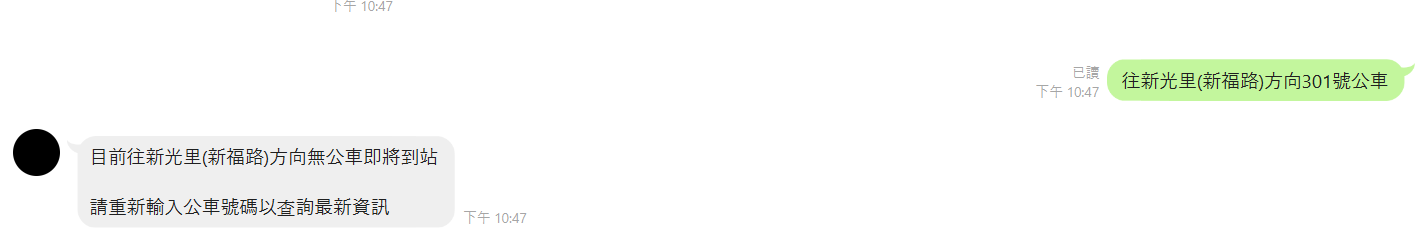 下午 10:47
已讀
下午 10:47
往新光里(新福路)方向301號公車
目前往新光里(新福路)方向無公車即將到站
請重新輸入公車號碼以查詢最新資訊
下午 10:47